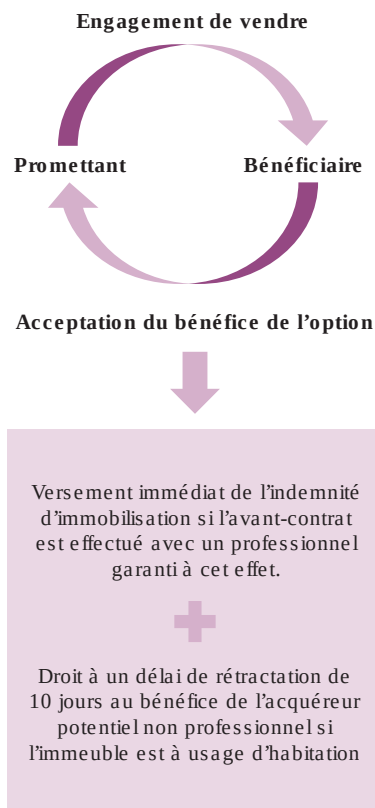 Engagement de vendre
Promettant
Bénéficiaire
Acceptation du bénéfice de l’option
Versement immédiat de l’indemnité
d’immobilisation si l’avant-contrat
est effectué avec un professionnel
garanti à cet effet.
Droit à un délai de rétractation de
10 jours au bénéfice de l’acquéreur
potentiel non professionnel si
l’immeuble est à usage d’habitation